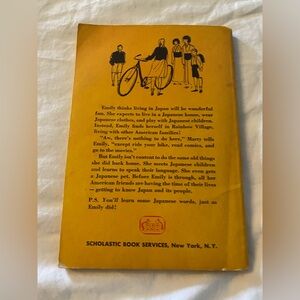 Emily thinks living in Japan will be wonderful
fun. She expects to live in a Japanese home, wear
Japanese clothes, and play with Japanese children.
Instead, Emily finds herself in Rainbow Village,
living with other American families!
"Aw, there's nothing to do here," Marcy tells
Emily, "except ride your bike, read comics, and
go to the movies."
But Emily isn't content to do the same old things
she did back home. She meets Japanese children
and learns to speak their language. She even gets
a Japanese pet. Before Emily is through, all her
American friends are having the time of their lives
— getting to know Japan and its people.
P.S. You'll learn some Japanese words, just as
Emily did!
SCHOLASTIC BOOK SERVICES, New York, N.Y.